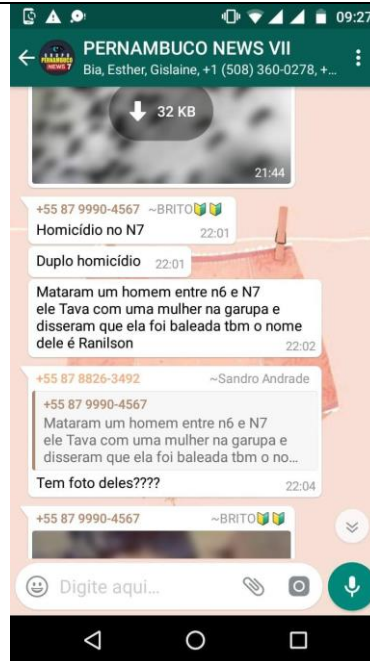 09:27
PERNAMBUCO NEWS VII
Bia, Esther, Gislaine, +1 (508) 360-0278, +...
32 KB
21:44
+55 87 9990-4567 ~BRITO🔰🔰
Homicídio no N7
22:01
Duplo homicídio 22:01
Mataram um homem entre n6 e N7
ele Tava com uma mulher na garupa e
disseram que ela foi baleada tbm o nome
dele é Ranilson
22:02
+55 87 8826-3492 ~Sandro Andrade
+55 87 9990-4567
Mataram um homem entre n6 e N7
ele Tava com uma mulher na garupa e
disseram que ela foi baleada tbm o no...
Tem foto deles????
22:04
+55 87 9990-4567 ~BRITO🔰🔰
Digite aqui...